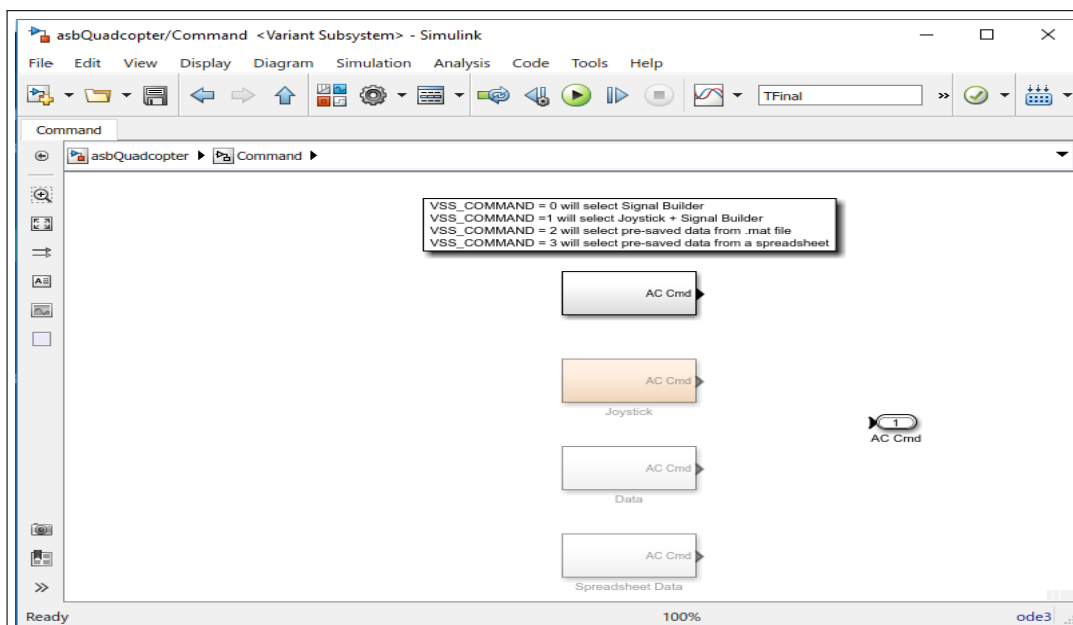 asbQuadcopter/Command <Variant Subsystem> - Simulink
File Edit View Display Diagram Simulation Analysis Code Tools Help
TFinal
Command
asbQuadcopter Command
VSS_COMMAND = 0 will select Signal Builder
VSS_COMMAND =1 will select Joystick + Signal Builder
VSS_COMMAND = 2 will select pre-saved data from .mat file
VSS_COMMAND = 3 will select pre-saved data from a spreadsheet
AC Cmd
AC Cmd
Joystick
1
AC Cmd
AC Cmd
Data
AC Cmd
Spreadsheet Data
Ready 100% ode3